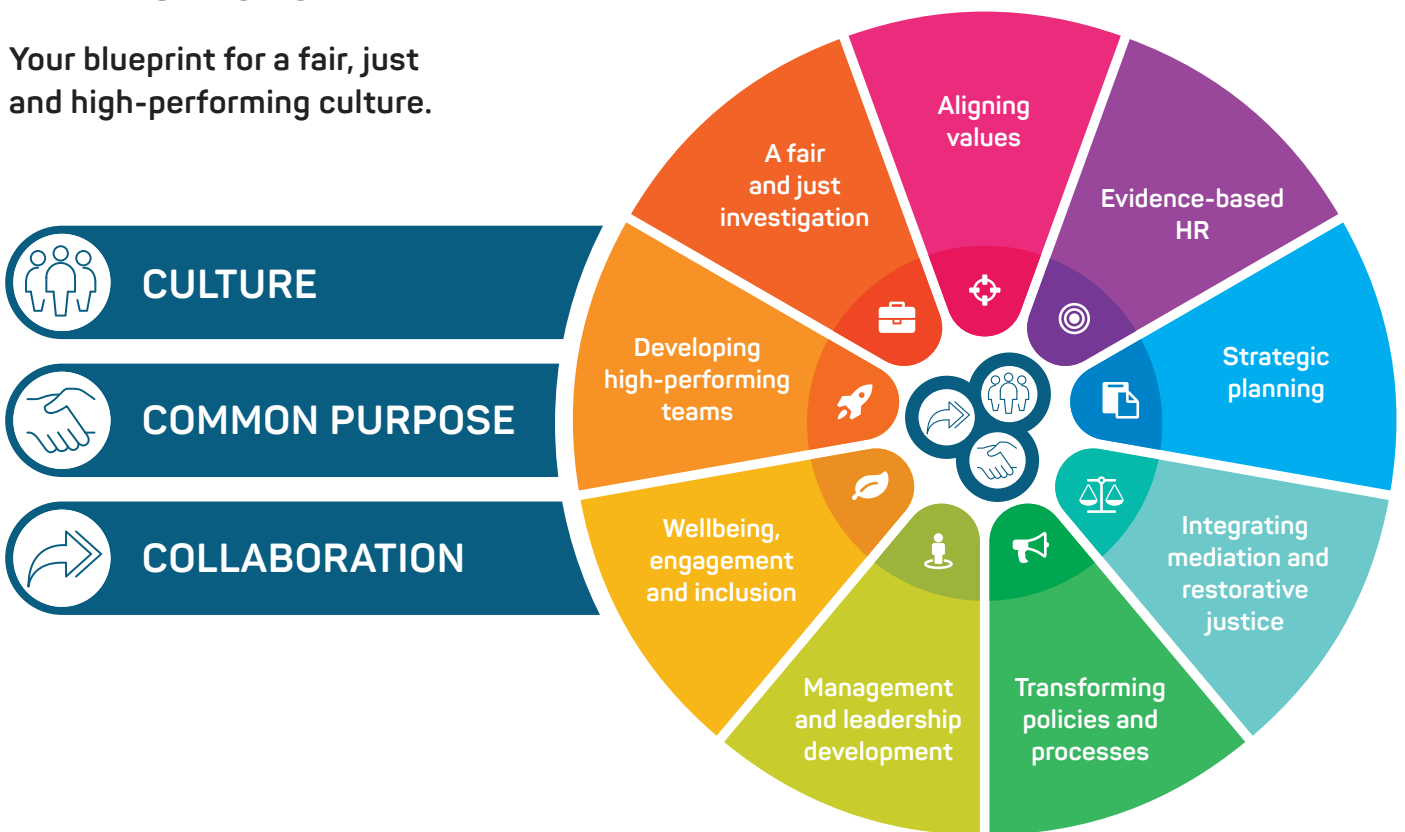 Your blueprint for a fair, just
and high-performing culture.
CULTURE
COMMON PURPOSE
COLLABORATION
Aligning
values
Evidence-based
HR
Strategic
planning
Integrating
mediation and
restorative
justice
Transforming
policies and
processes
Management
and leadership
development
Wellbeing,
engagement
and inclusion
Developing
high-performing
teams
A fair
and just
investigation